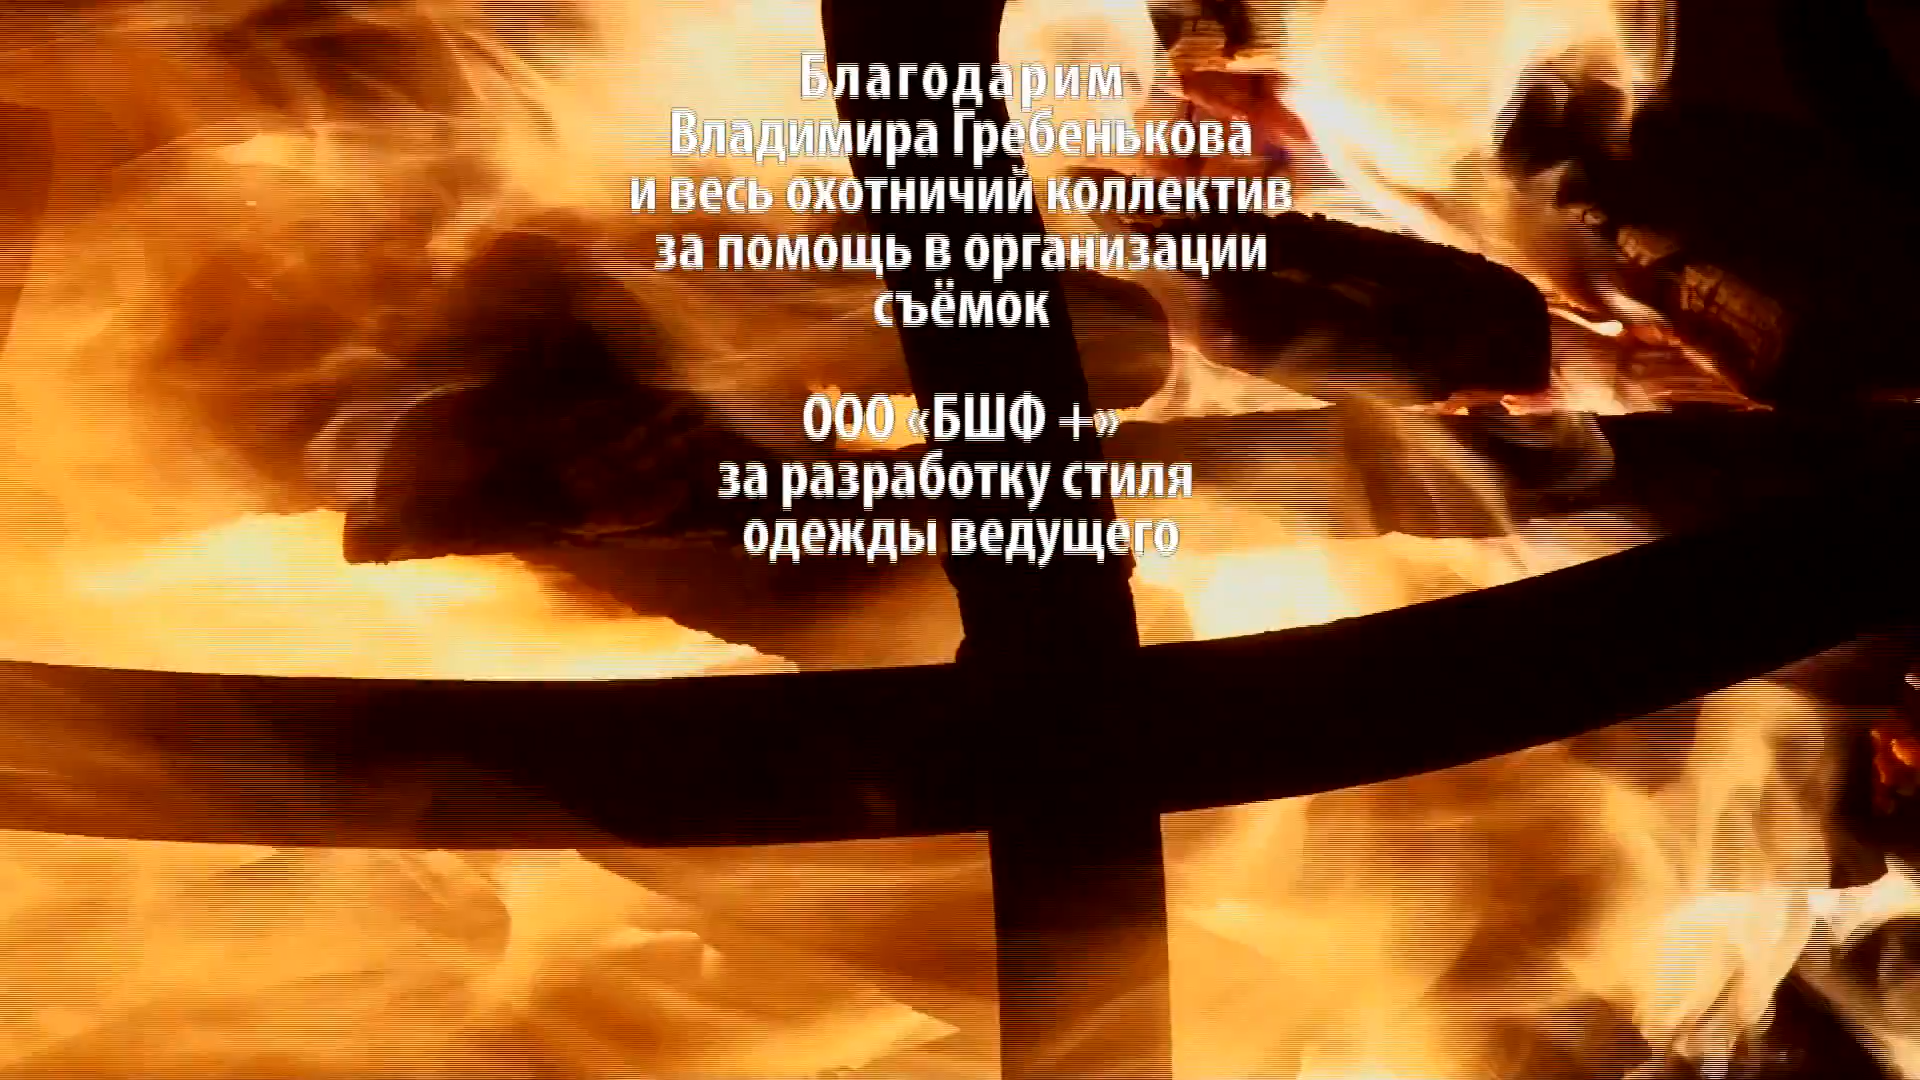 Благодарим
Владимира Гребенькова
и весь охотничий коллектив
за помощь в организации
съёмок
ООО «БШФ +»
за разработку стиля
одежды ведущего